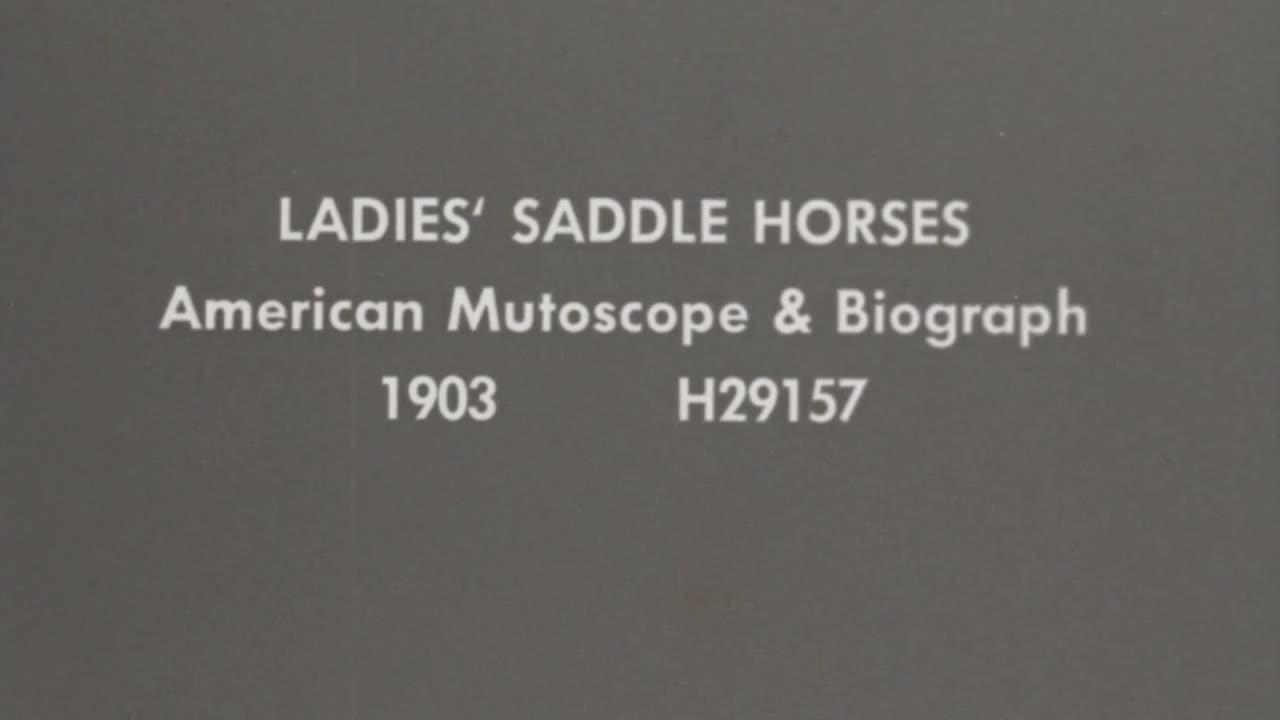 LADIES‘ SADDLE HORSES
American Mutoscope & Biograph
1903 H29157